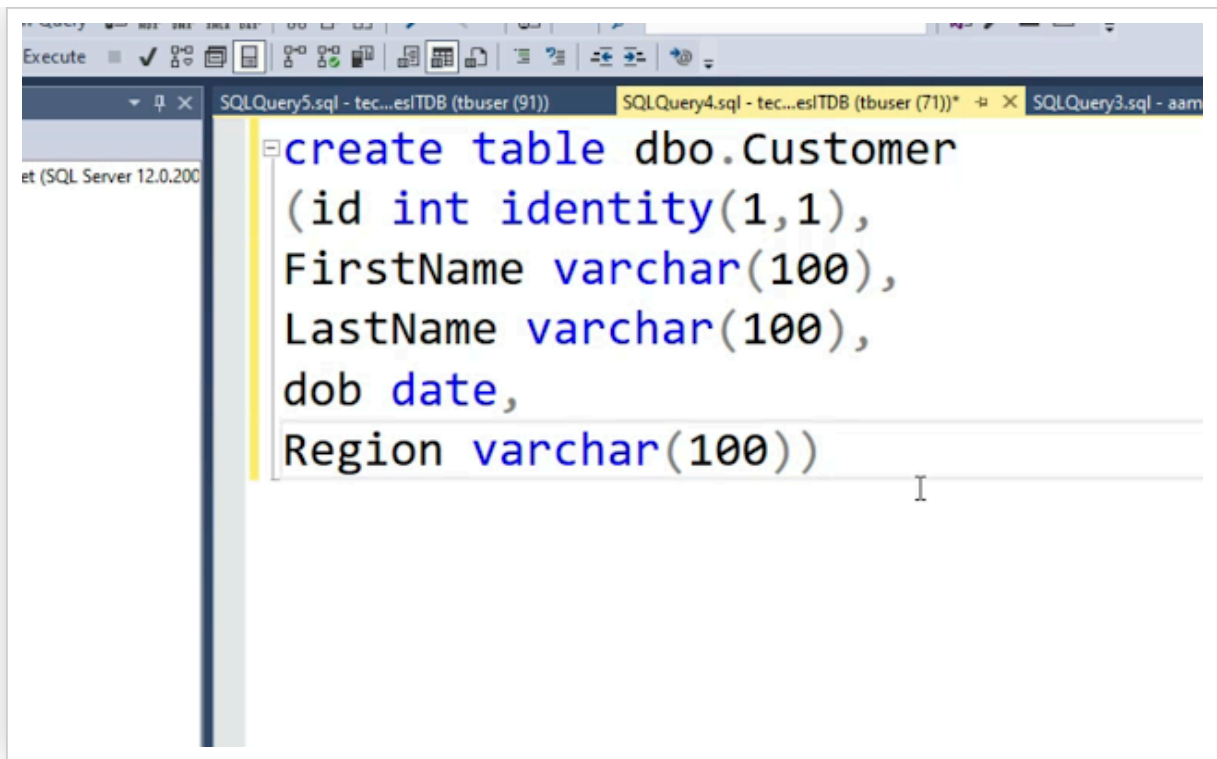 Execute
SQLQuery5.sql - tec...esITDB (tbuser (91))
SQLQuery4.sql - tec...esITDB (tbuser (71))*
SQLQuery3.sql - aam
et (SQL Server 12.0.200
create table dbo.Customer
(id int identity(1,1),
FirstName varchar(100),
LastName varchar(100),
dob date,
Region varchar(100))